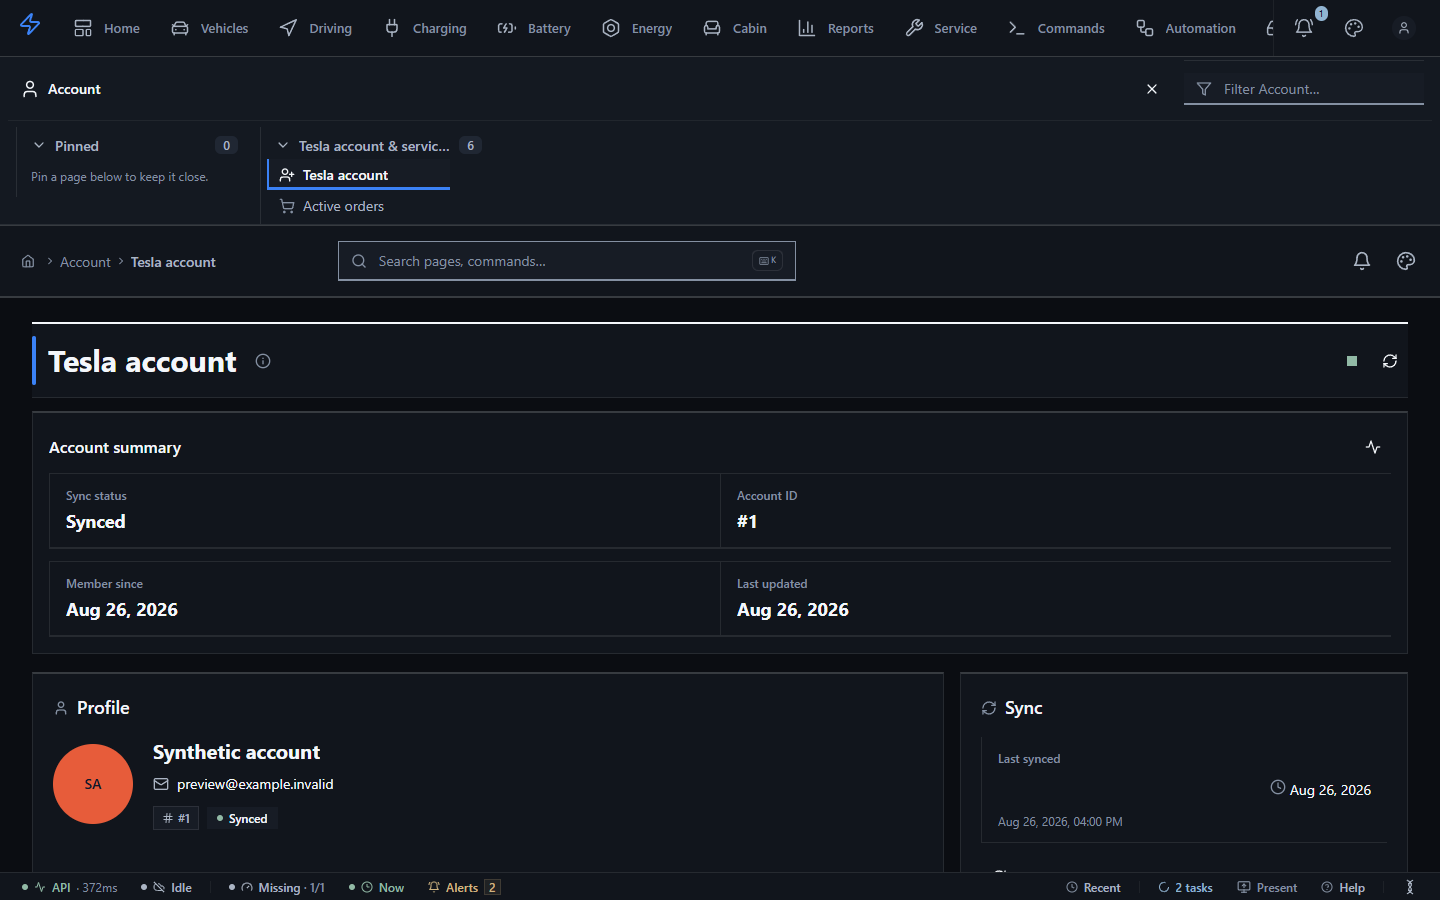 Home
Vehicles
Driving
Charging
Battery
Energy
Cabin
Reports
Service
Commands
Automation
1
Account
Filter Account...
Pinned
0
Pin a page below to keep it close.
Tesla account & servic...
6
Tesla account
Active orders
Account
Tesla account
Search pages, commands...
K
Tesla account
Account summary
Sync status
Synced
Account ID
#1
Member since
Aug 26, 2026
Last updated
Aug 26, 2026
Profile
SA
Synthetic account
preview@example.invalid
#1
Synced
Sync
Last synced
Aug 26, 2026
Aug 26, 2026, 04:00 PM
API · 372ms
Idle
Missing · 1/1
Now
Alerts 2
Recent
2 tasks
Present
Help